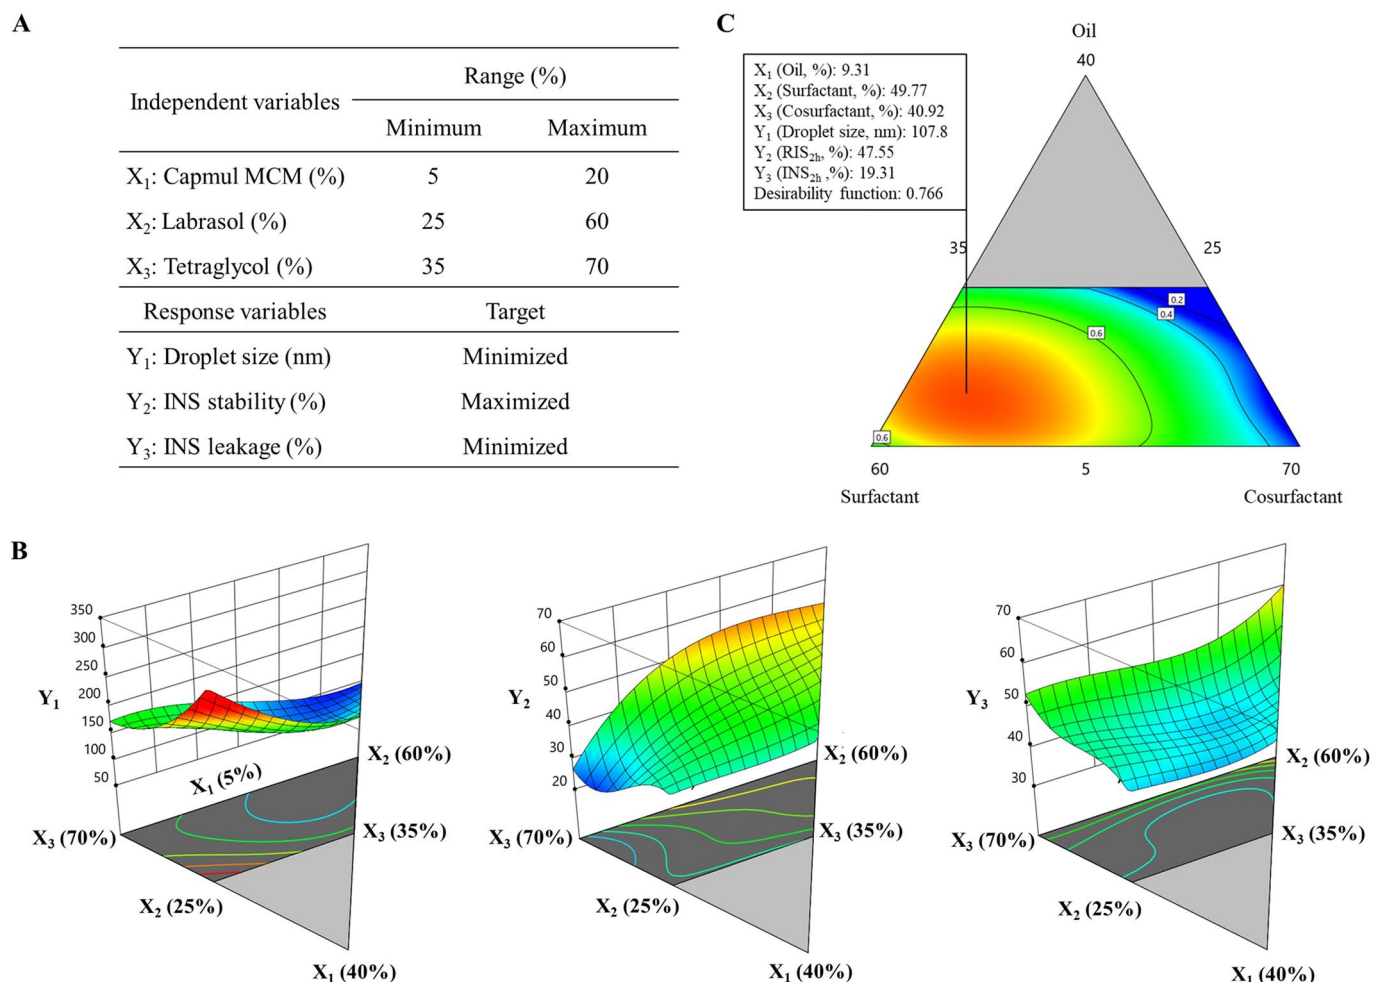 A
Independent variables
Range (%)
Minimum Maximum
X₁: Capmul MCM (%) 5 20
X₂: Labrasol (%) 25 60
X₃: Tetraglycol (%) 35 70
Response variables Target
Y₁: Droplet size (nm) Minimized
Y₂: INS stability (%) Maximized
Y₃: INS leakage (%) Minimized
C
Oil
40
X₁ (Oil, %): 9.31
X₂ (Surfactant, %): 49.77
X₃ (Cosurfactant, %): 40.92
Y₁ (Droplet size, nm): 107.8
Y₂ (RIS₂ₕ, %): 47.55
Y₃ (INS₂ₕ ,%): 19.31
Desirability function: 0.766
35 25
0.2
0.4
0.6
0.6
60 5 70
Surfactant Cosurfactant
B
350
300
250
200
150
100
50
Y₁
X₁ (5%)
X₂ (60%)
X₃ (70%)
X₃ (35%)
X₂ (25%)
X₁ (40%)
70
60
50
40
30
20
Y₂
X₂ (60%)
X₃ (70%)
X₃ (35%)
X₂ (25%)
X₁ (40%)
70
60
50
40
30
Y₃
X₂ (60%)
X₃ (70%)
X₃ (35%)
X₂ (25%)
X₁ (40%)